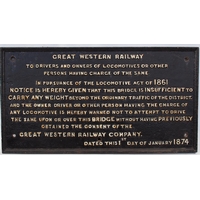 GREAT WESTERN RAILWAY
TO DRIVERS AND OWNERS OF LOCOMOTIVES OR OTHER
PERSONS HAVING CHARGE OF THE SAME.
IN PURSUANCE OF THE LOCOMOTIVE ACT OF 1861
NOTICE IS HEREBY GIVEN THAT THIS BRIDGE IS INSUFFICIENT TO
CARRY ANY WEIGHT BEYOND THE ORDINARY TRAFFIC OF THE DISTRICT,
AND THE OWNER DRIVER OR OTHER PERSON HAVING THE CHARGE OF
ANY LOCOMOTIVE IS HEREBY WARNED NOT TO ATTEMPT TO DRIVE
THE SAME UPON OR OVER THIS BRIDGE WITHOUT HAVING PREVIOUSLY
OBTAINED THE CONSENT OF THE
GREAT WESTERN RAILWAY COMPANY.
DATED THIS 1ST DAY OF JANUARY 1874